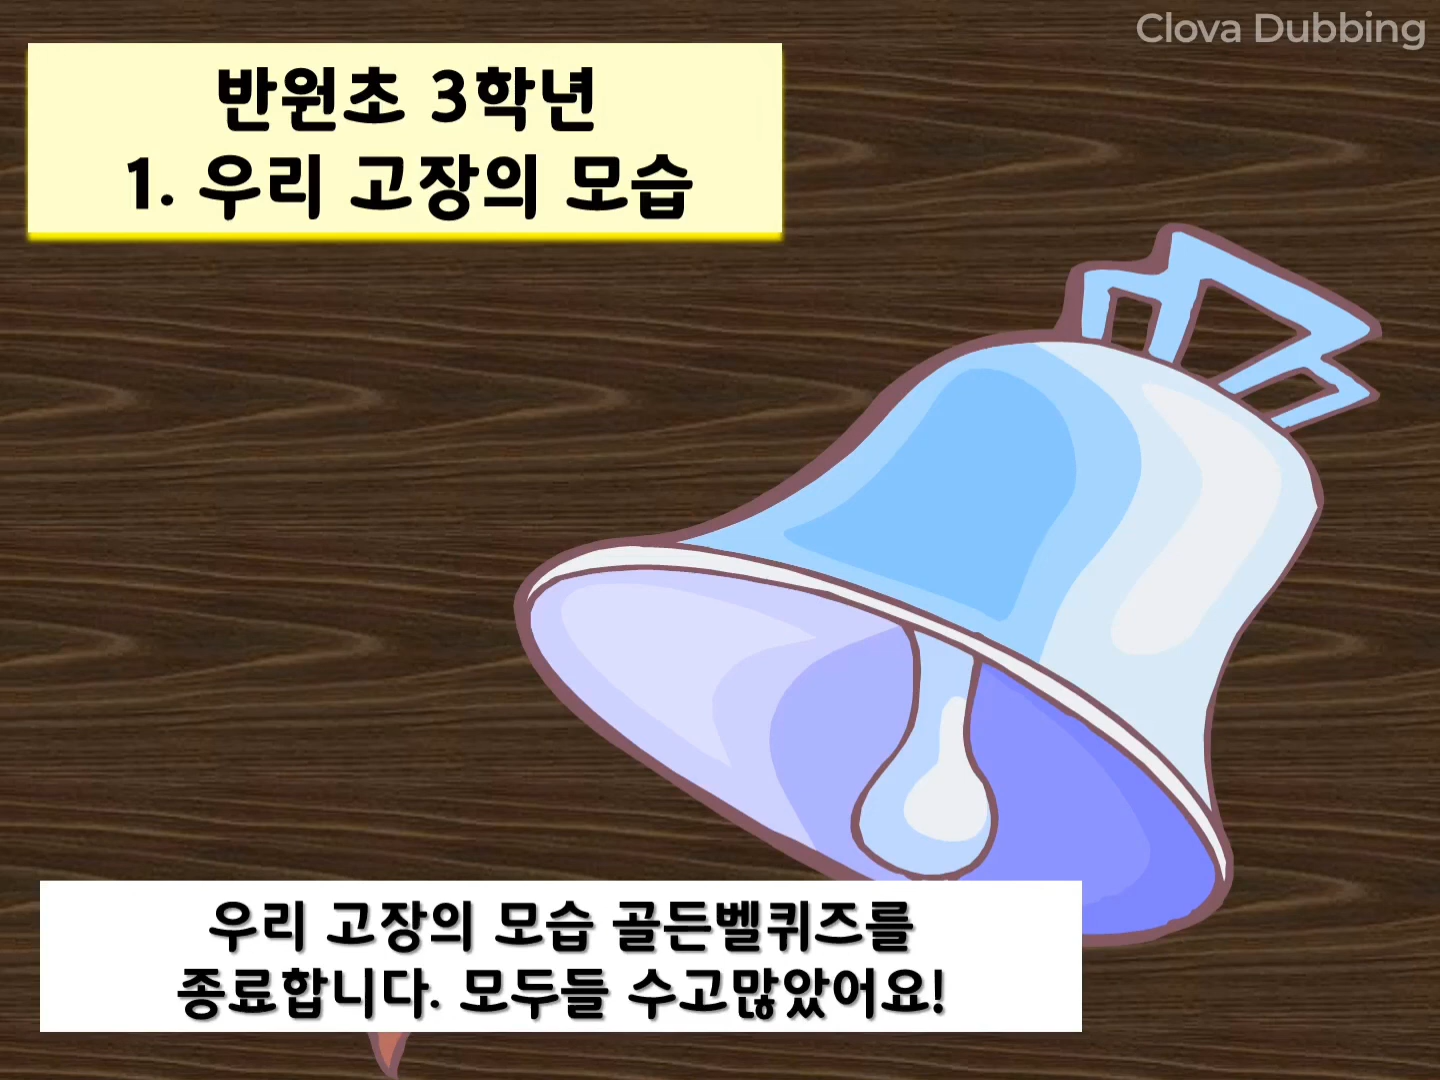 Clova Dubbing
반원초 3학년
1. 우리 고장의 모습
우리 고장의 모습 골든벨퀴즈를
종료합니다. 모두들 수고많았어요!